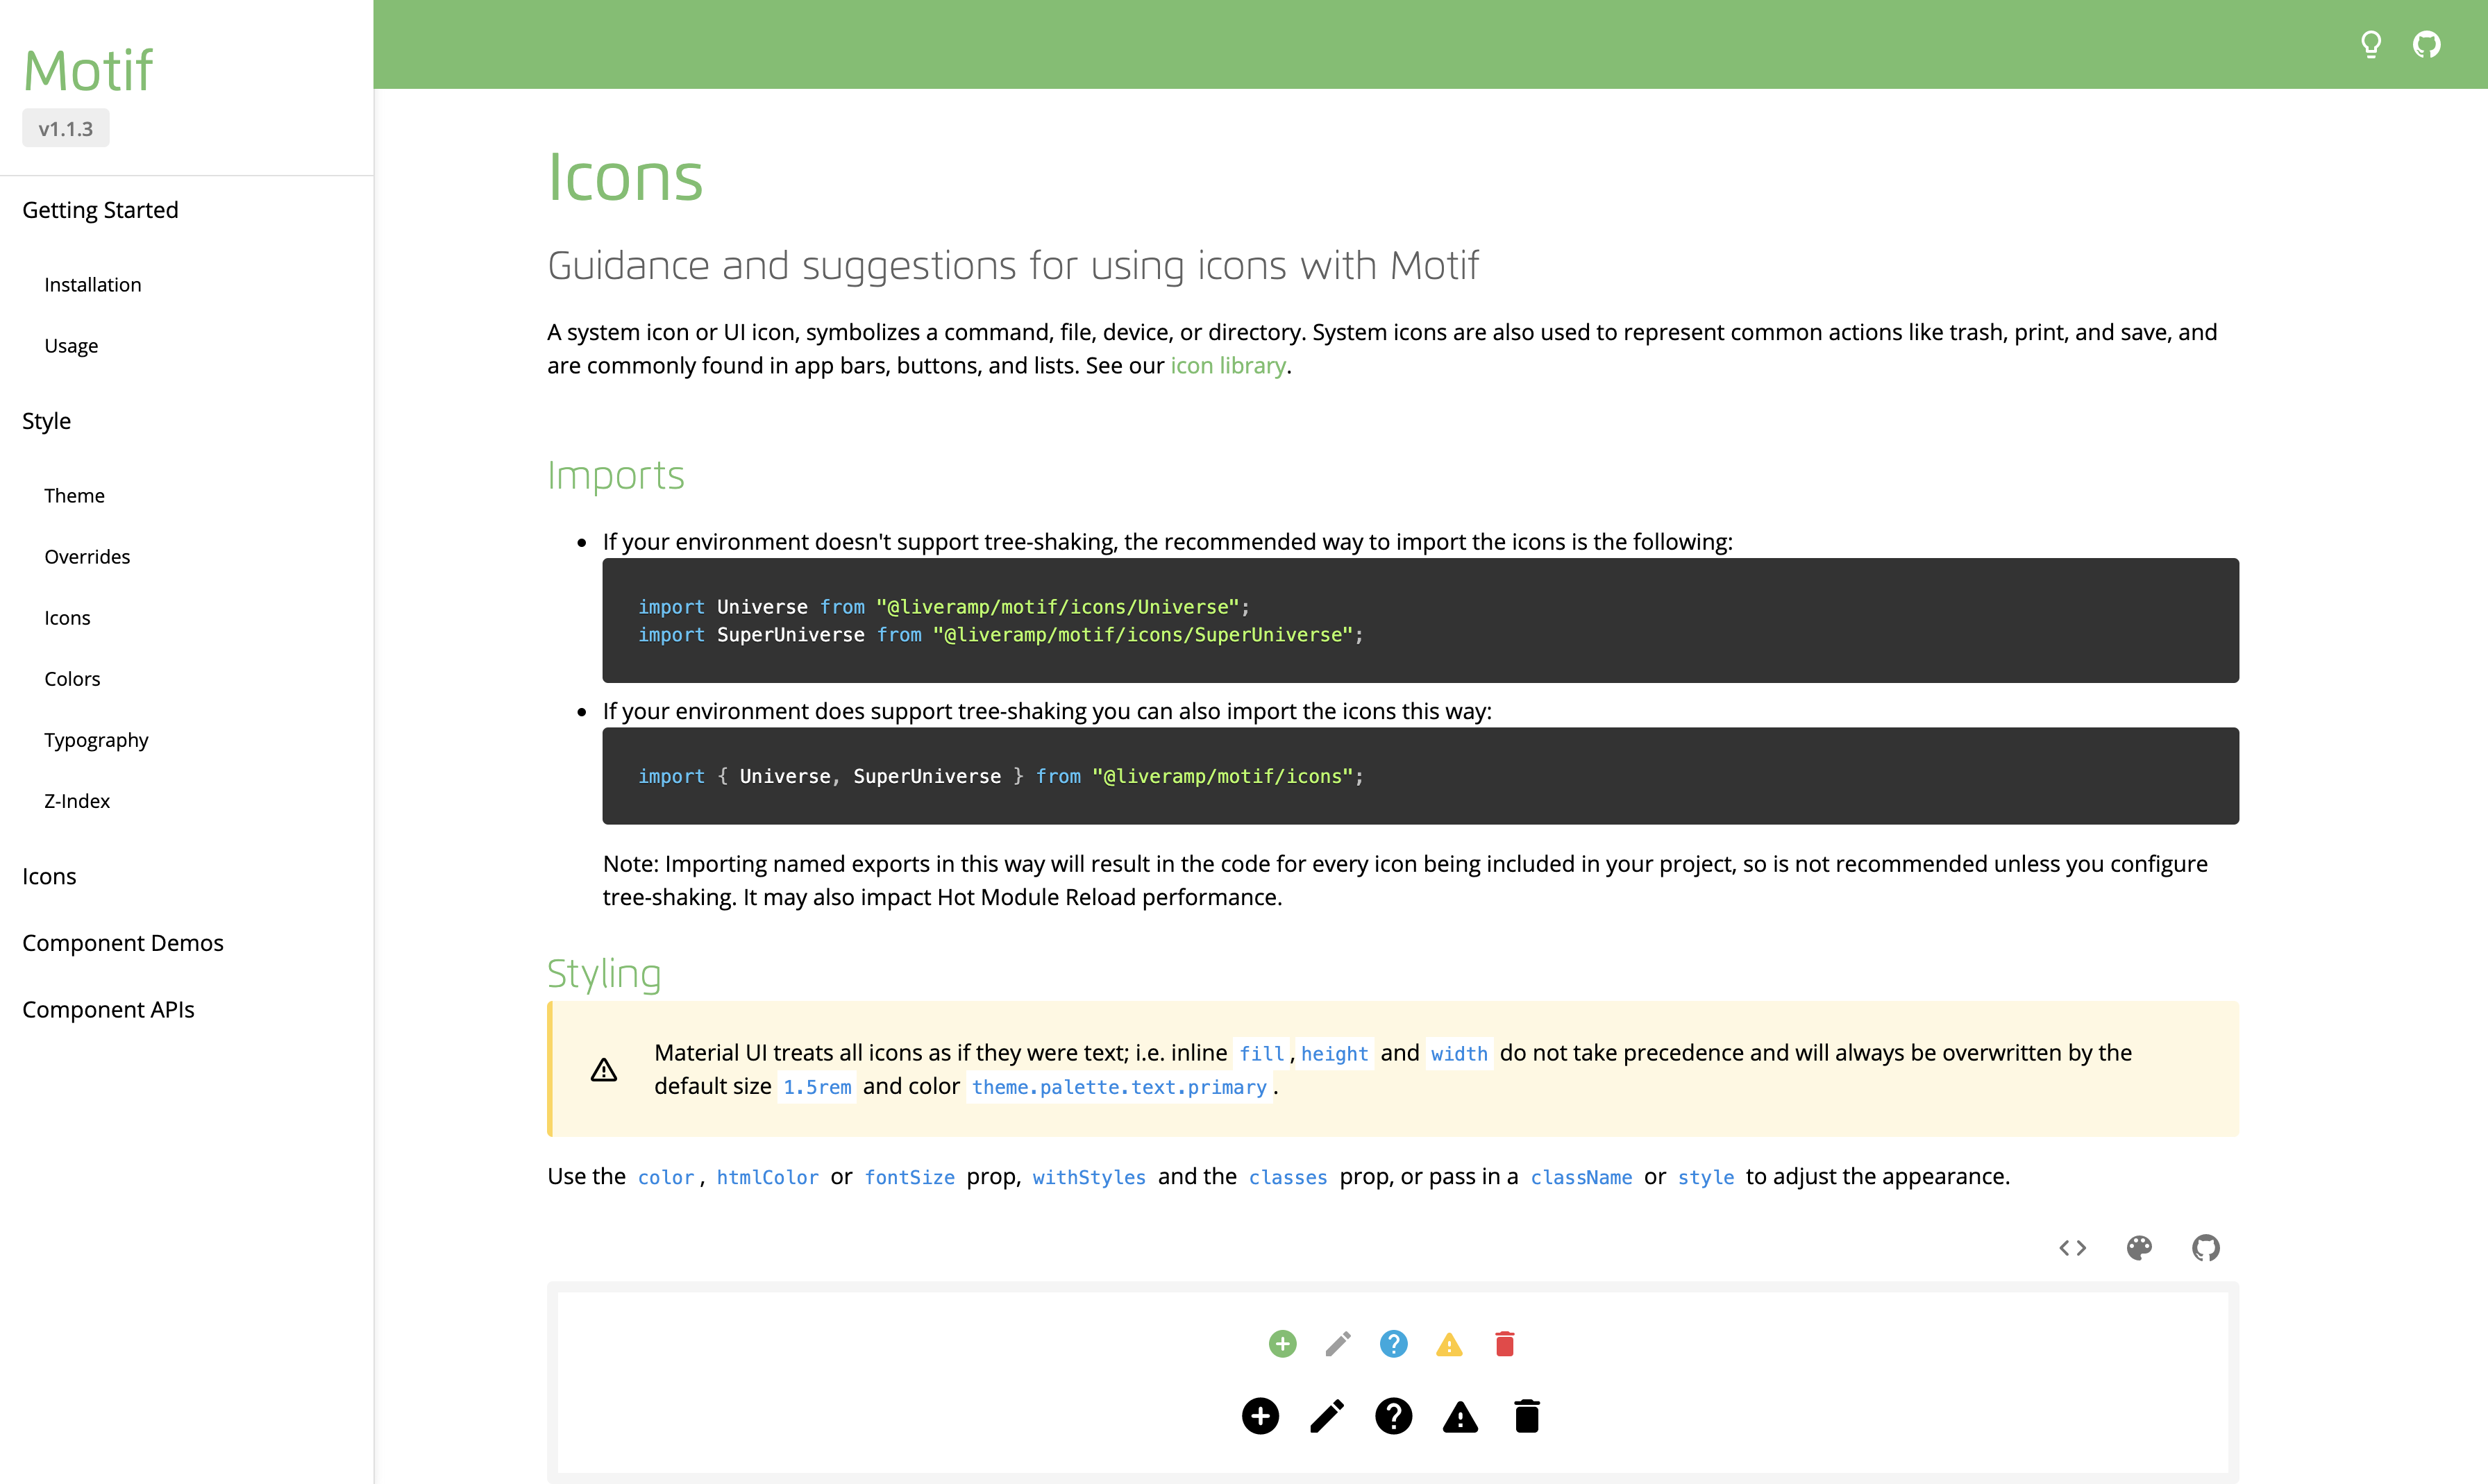 Motif
v1.1.3
Getting Started
Installation
Usage
Style
Theme
Overrides
Icons
Colors
Typography
Z-Index
Icons
Component Demos
Component APIs
Icons
Guidance and suggestions for using icons with Motif
A system icon or UI icon, symbolizes a command, file, device, or directory. System icons are also used to represent common actions like trash, print, and save, and
are commonly found in app bars, buttons, and lists. See our icon library.
Imports
• If your environment doesn't support tree-shaking, the recommended way to import the icons is the following:
import Universe from "@liveramp/motif/icons/Universe";
import SuperUniverse from "@liveramp/motif/icons/SuperUniverse";
• If your environment does support tree-shaking you can also import the icons this way:
import { Universe, SuperUniverse } from "@liveramp/motif/icons";
Note: Importing named exports in this way will result in the code for every icon being included in your project, so is not recommended unless you configure
tree-shaking. It may also impact Hot Module Reload performance.
Styling
Material UI treats all icons as if they were text; i.e. inline fill, height and width do not take precedence and will always be overwritten by the
default size 1.5rem and color theme.palette.text.primary.
Use the color, htmlColor or fontSize prop, withStyles and the classes prop, or pass in a className or style to adjust the appearance.